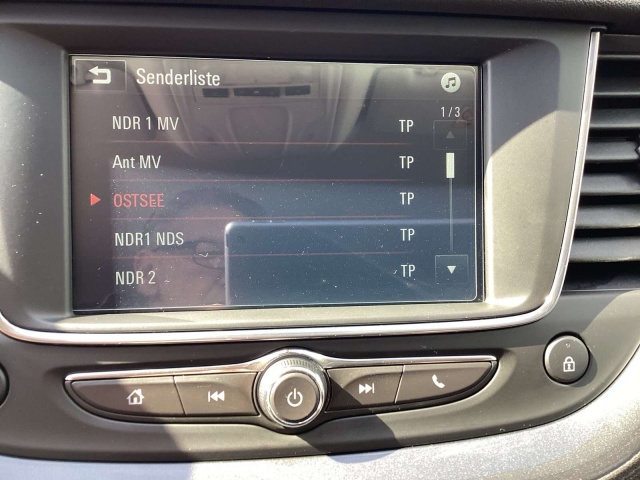 Senderliste
1/3
NDR 1 MV TP
Ant MV TP
OSTSEE TP
NDR1 NDS TP
NDR 2 TP